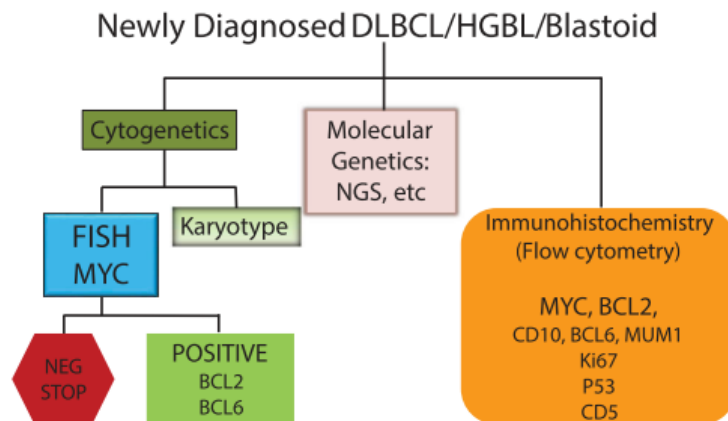 Newly Diagnosed DLBCL/HGBL/Blastoid
Cytogenetics
Molecular
Genetics:
NGS, etc
Karyotype
FISH
MYC
NEG
STOP
POSITIVE
BCL2
BCL6
Immunohistochemistry
(Flow cytometry)
MYC, BCL2,
CD10, BCL6, MUM1
Ki67
P53
CD5